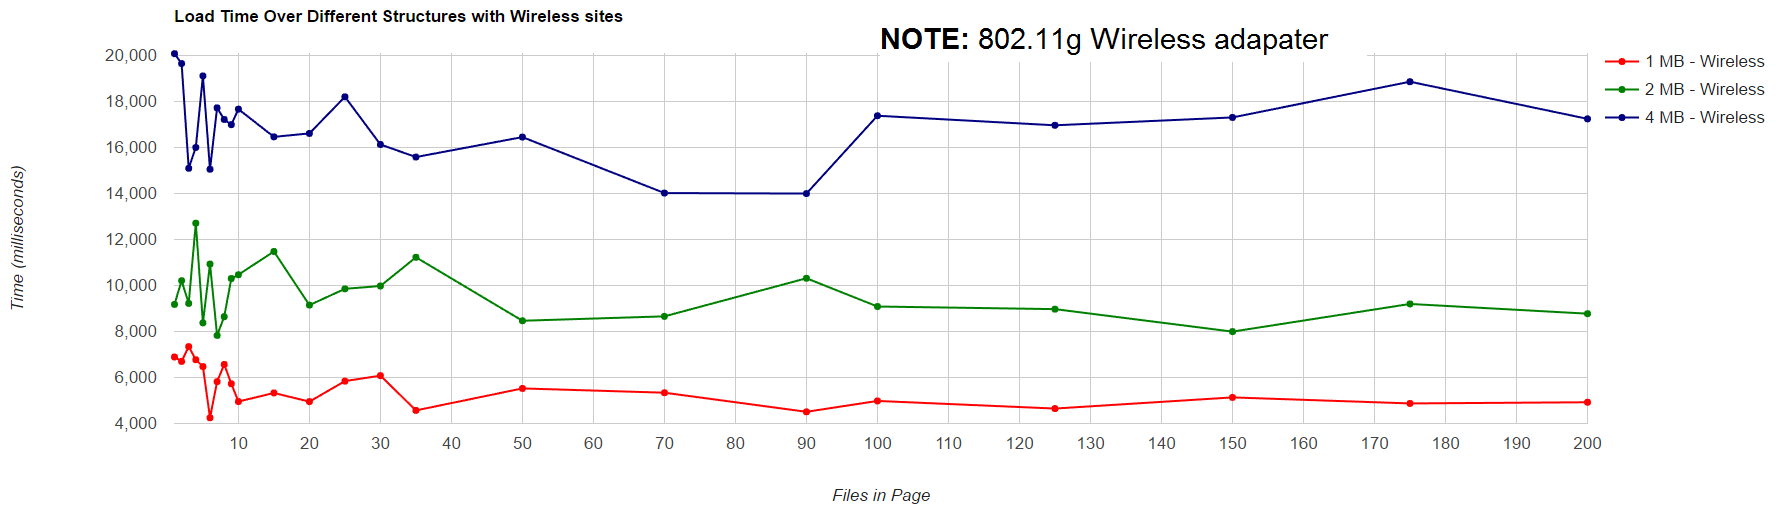 Load Time Over Different Structures with Wireless sites
NOTE: 802.11g Wireless adapater
20,000
18,000
16,000
14,000
12,000
10,000
8,000
6,000
4,000
Time (milliseconds)
10 20 30 40 50 60 70 80 90 100 110 120 130 140 150 160 170 180 190 200
Files in Page
1 MB - Wireless
2 MB - Wireless
4 MB - Wireless